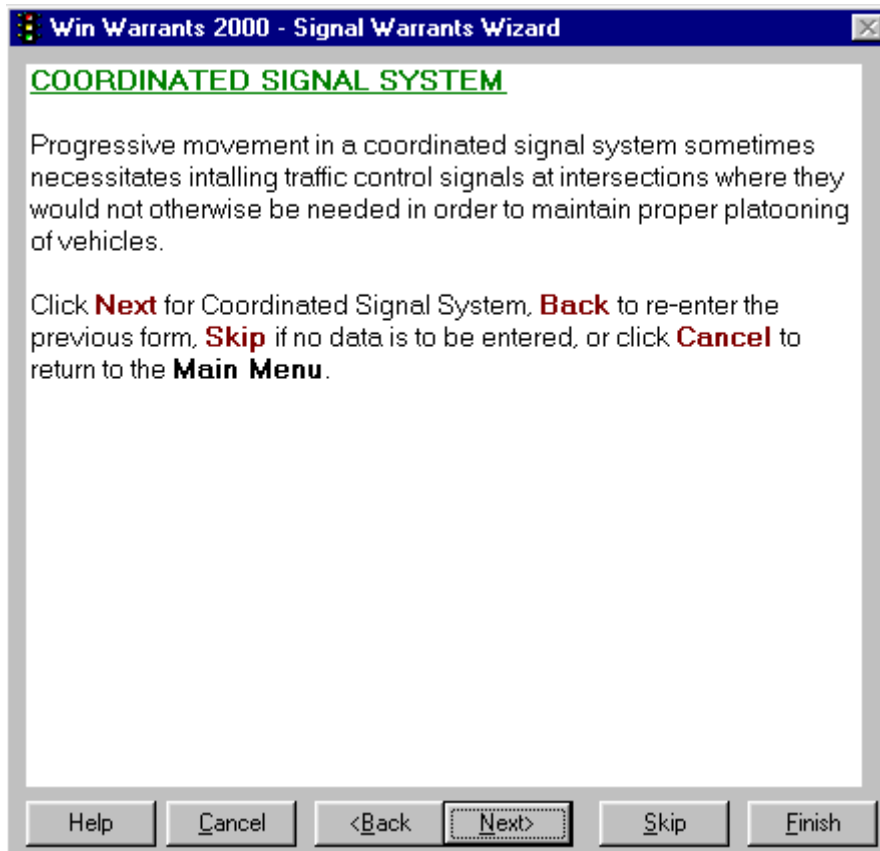 Win Warrants 2000 - Signal Warrants Wizard
COORDINATED SIGNAL SYSTEM
Progressive movement in a coordinated signal system sometimes
necessitates intalling traffic control signals at intersections where they
would not otherwise be needed in order to maintain proper platooning
of vehicles.
Click Next for Coordinated Signal System, Back to re-enter the
previous form, Skip if no data is to be entered, or click Cancel to
return to the Main Menu.
Help Cancel <Back Next> Skip Finish